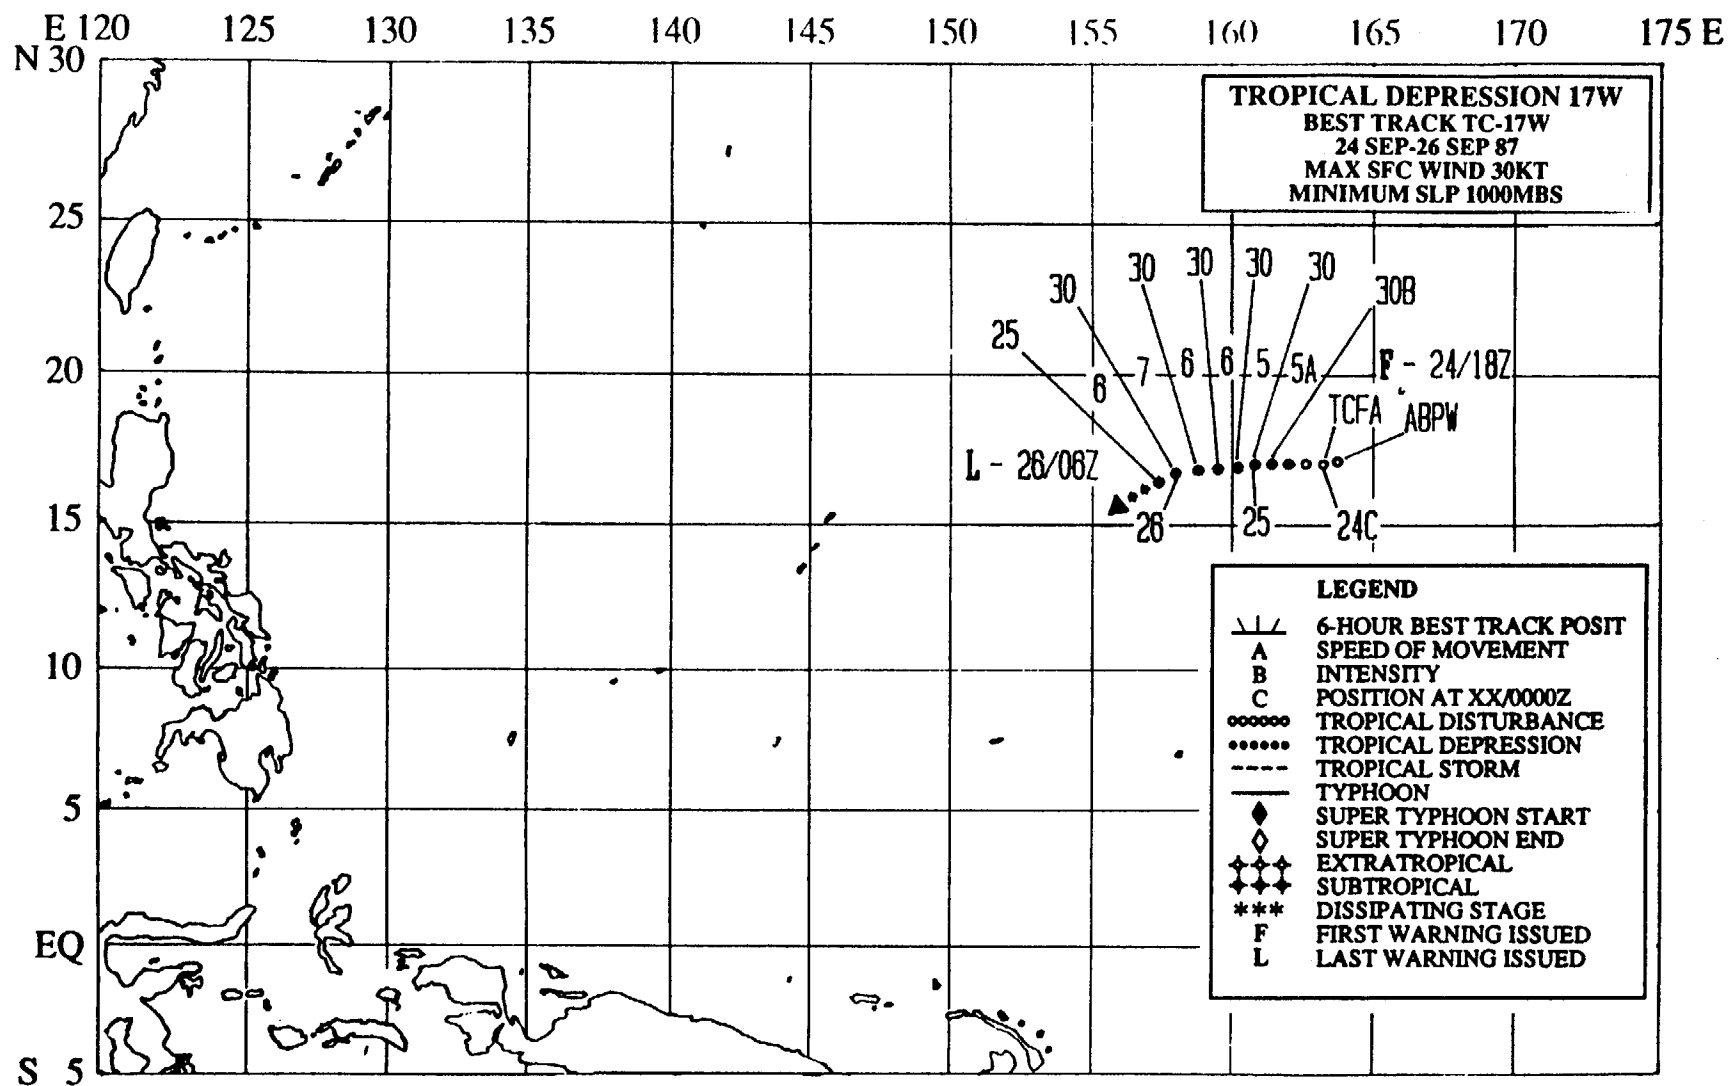 E 120 125 130 135 140 145 150 155 160 165 170 175 E
N 30
TROPICAL DEPRESSION 17W
BEST TRACK TC-17W
24 SEP-26 SEP 87
MAX SFC WIND 30KT
MINIMUM SLP 1000MBS
25
30 30 30 30 30 30B
25
20
6 7 6 6 5 5A F - 24/18Z
TCFA ABPW
L - 26/06Z
15
26 25 24C
LEGEND
6-HOUR BEST TRACK POSIT
A SPEED OF MOVEMENT
B INTENSITY
C POSITION AT XX/0000Z
TROPICAL DISTURBANCE
TROPICAL DEPRESSION
TROPICAL STORM
TYPHOON
SUPER TYPHOON START
SUPER TYPHOON END
EXTRATROPICAL
SUBTROPICAL
*** DISSIPATING STAGE
F FIRST WARNING ISSUED
L LAST WARNING ISSUED
10
5
EQ
S 5